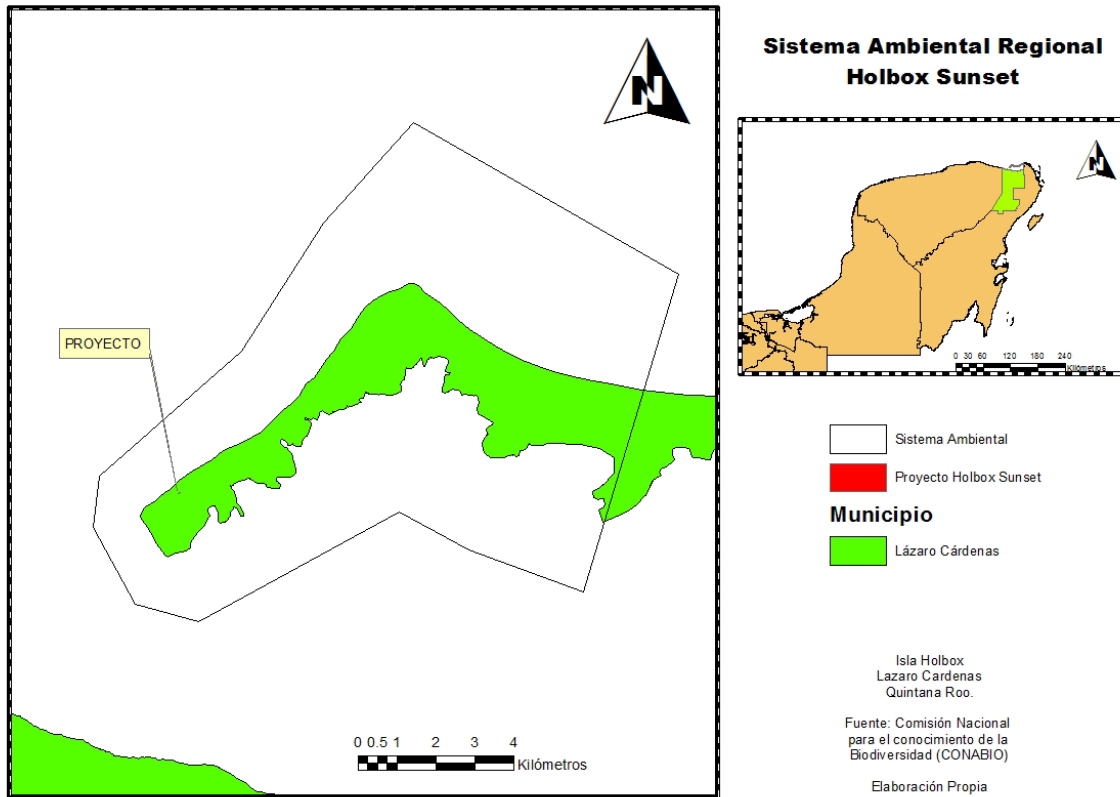 Sistema Ambiental Regional
Holbox Sunset
N
N
PROYECTO
0 30 60 120 180 240
Kilómetros
Sistema Ambiental
Proyecto Holbox Sunset
Municipio
Lázaro Cárdenas
0 0.5 1 2 3 4
Kilómetros
Isla Holbox
Lazaro Cardenas
Quintana Roo.
Fuente: Comisión Nacional
para el conocimiento de la
Biodiversidad (CONABIO)
Elaboración Propia